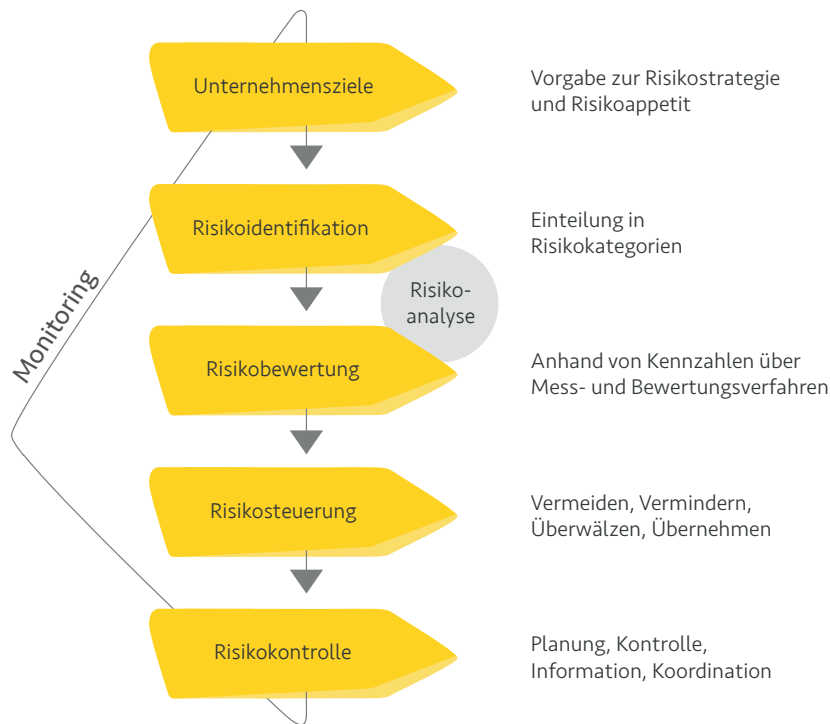 Unternehmensziele
Vorgabe zur Risikostrategie
und Risikoappetit
Risikoidentifikation
Einteilung in
Risikokategorien
Monitoring
Risiko-
analyse
Risikobewertung
Anhand von Kennzahlen über
Mess- und Bewertungsverfahren
Risikosteuerung
Vermeiden, Vermindern,
Überwälzen, Übernehmen
Risikokontrolle
Planung, Kontrolle,
Information, Koordination